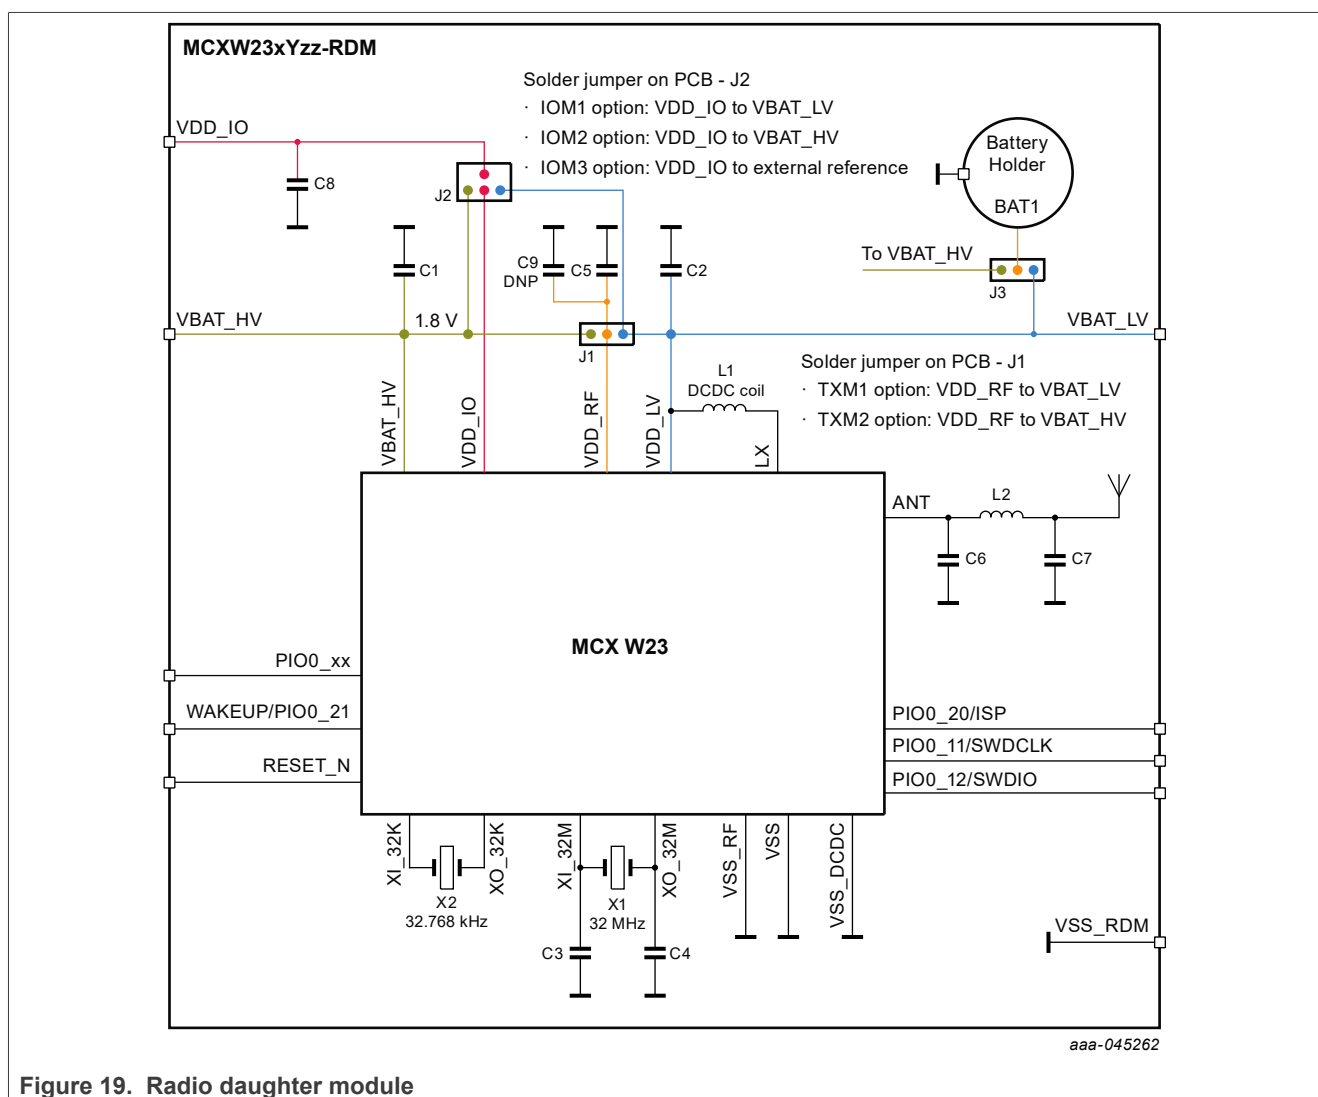 MCXW23xYzz-RDM
Solder jumper on PCB - J2
· IOM1 option: VDD_IO to VBAT_LV
· IOM2 option: VDD_IO to VBAT_HV
· IOM3 option: VDD_IO to external reference
VDD_IO
C8
J2
Battery
Holder
BAT1
To VBAT_HV
J3
C1
C9
DNP
C5
C2
VBAT_HV
1.8 V
J1
VBAT_LV
Solder jumper on PCB - J1
· TXM1 option: VDD_RF to VBAT_LV
· TXM2 option: VDD_RF to VBAT_HV
L1
DCDC coil
VBAT_HV
VDD_IO
VDD_RF
VDD_LV
LX
ANT
L2
C6
C7
MCX W23
PIO0_xx
WAKEUP/PIO0_21
RESET_N
PIO0_20/ISP
PIO0_11/SWDCLK
PIO0_12/SWDIO
XI_32K
XO_32K
XI_32M
XO_32M
VSS_RF
VSS
VSS_DCDC
X2
32.768 kHz
X1
32 MHz
C3
C4
VSS_RDM
aaa-045262
Figure 19. Radio daughter module